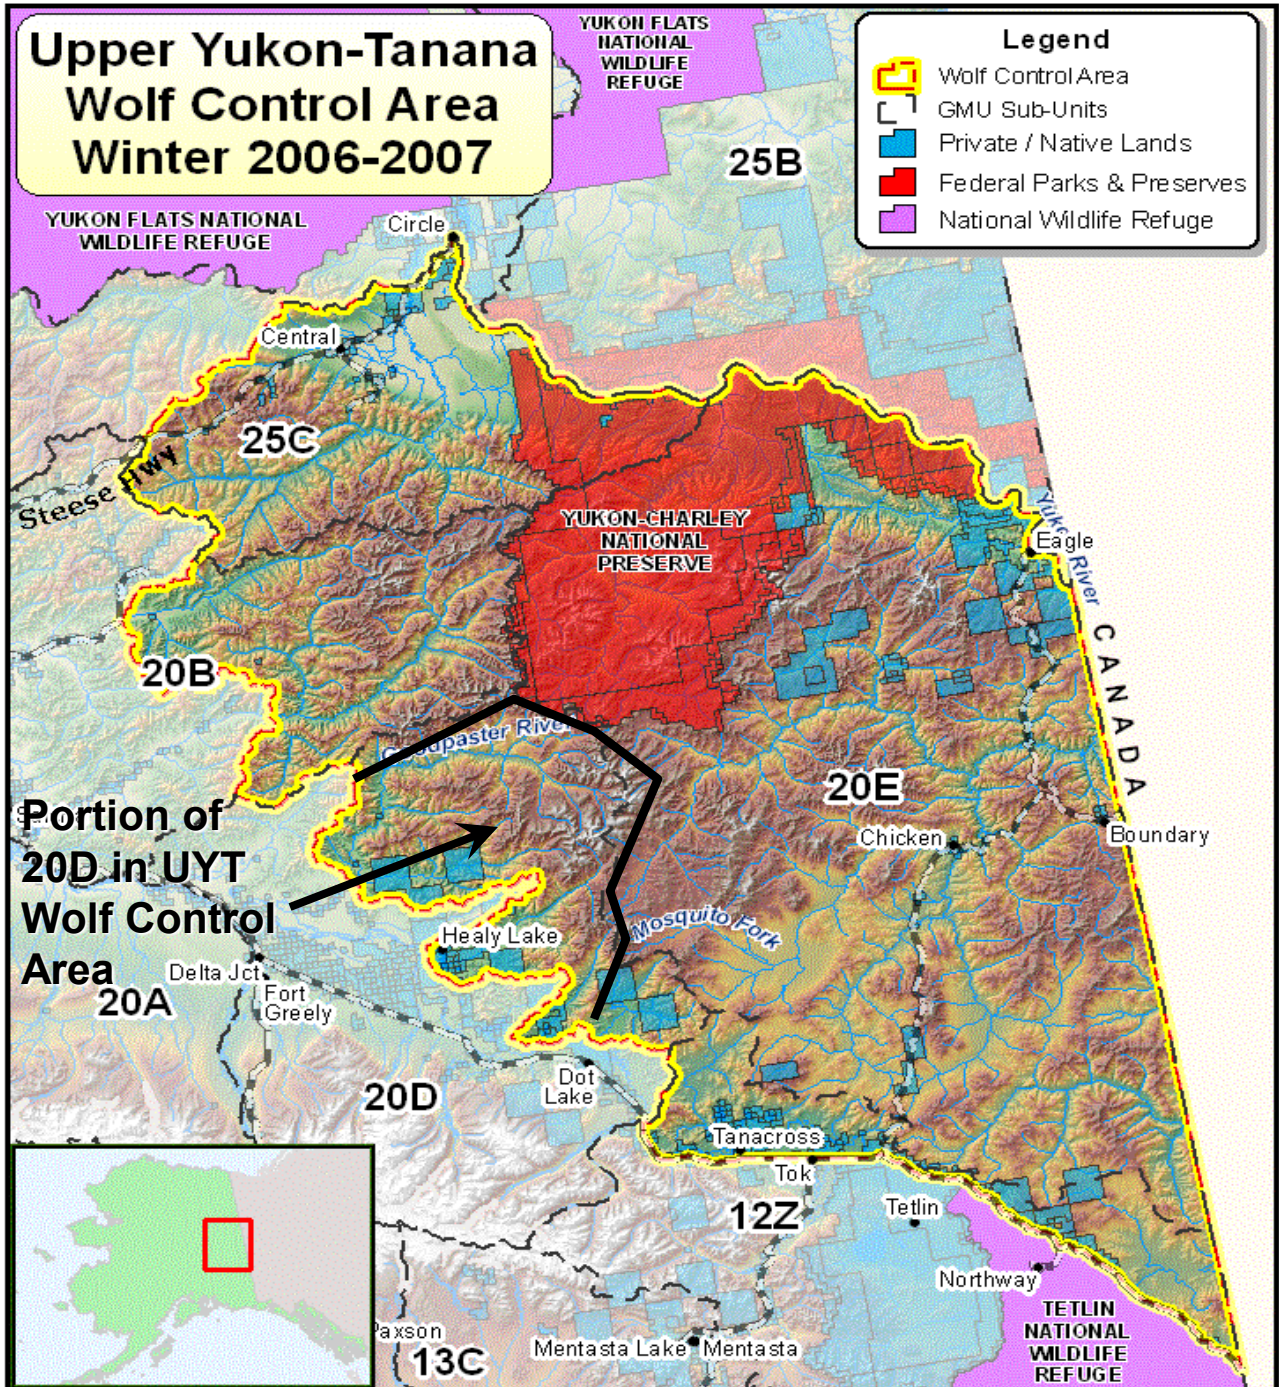 Upper Yukon-Tanana
Wolf Control Area
Winter 2006-2007
YUKON FLATS
NATIONAL
WILDLIFE
REFUGE
Legend
Wolf Control Area
GMU Sub-Units
Private / Native Lands
Federal Parks & Preserves
National Wildlife Refuge
YUKON FLATS NATIONAL
WILDLIFE REFUGE
25B
Circle
Central
25C
Steese Hwy
YUKON-CHARLEY
NATIONAL
PRESERVE
Yukon River
Eagle
CANADA
20B
Goodpaster River
20E
Portion of
20D in UYT
Wolf Control
Area
Chicken
Boundary
Mosquito Fork
Healy Lake
Delta Jct
Fort
Greely
20A
Dot
Lake
20D
Tanacross
Tok
12Z
Tetlin
Northway
TETLIN
NATIONAL
WILDLIFE
REFUGE
Paxson
13C
Mentasta Lake
Mentasta